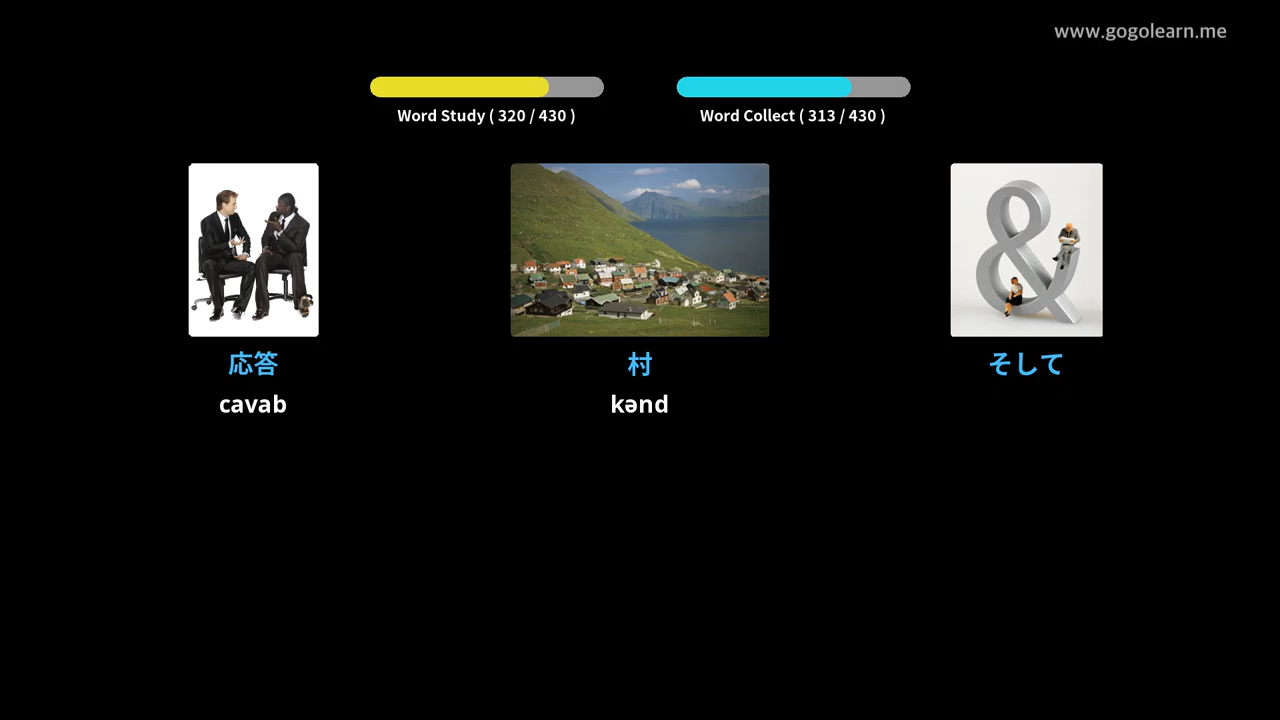 www.gogolearn.me
Word Study ( 320 / 430 )
Word Collect ( 313 / 430 )
応答
村
そして
cavab
kənd
&